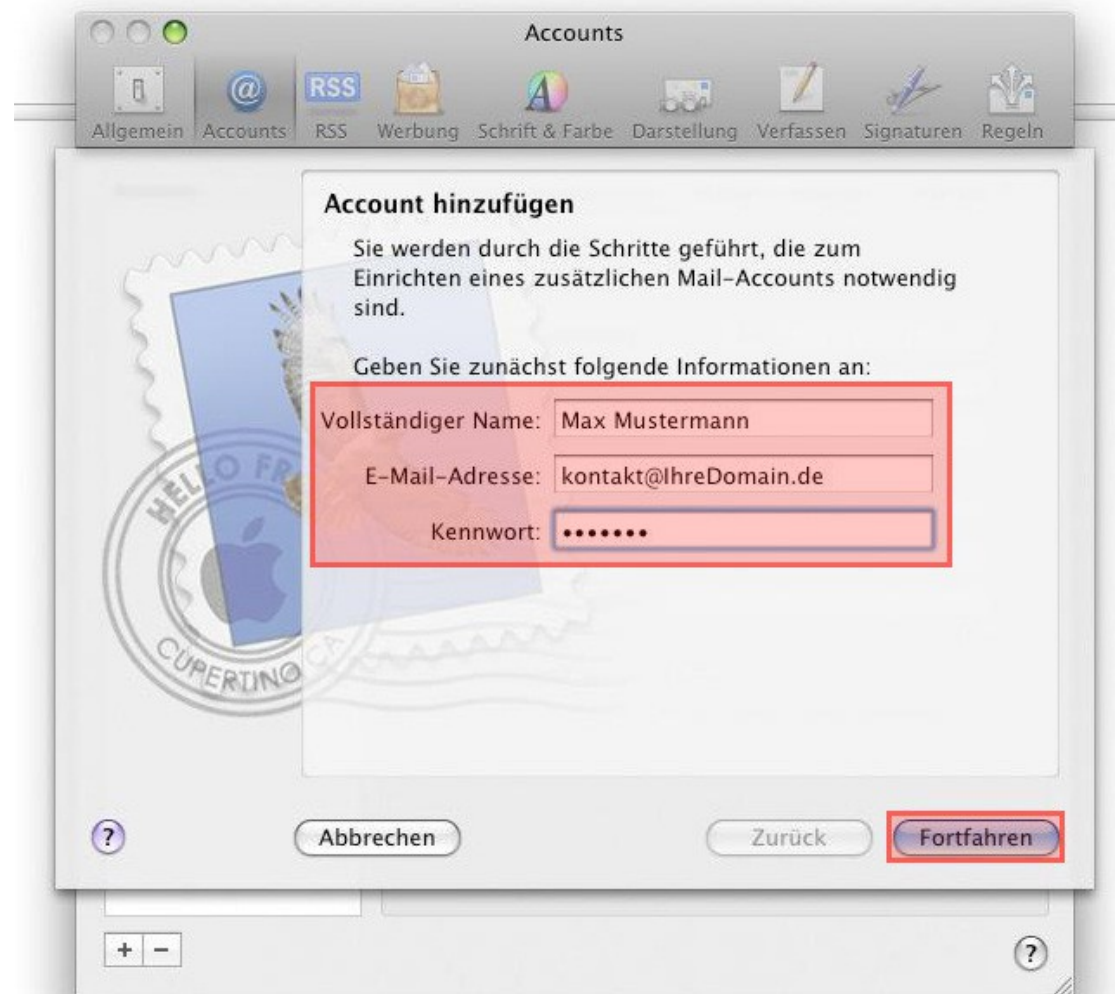 Accounts
RSS
Allgemein Accounts RSS Werbung Schrift & Farbe Darstellung Verfassen Signaturen Regeln
Account hinzufügen
Sie werden durch die Schritte geführt, die zum
Einrichten eines zusätzlichen Mail-Accounts notwendig
sind.
Geben Sie zunächst folgende Informationen an:
Vollständiger Name: Max Mustermann
E-Mail-Adresse: kontakt@IhreDomain.de
Kennwort: •••••••
HELLO FR
CUPERTINO CA
? Abbrechen Zurück Fortfahren
+ - ?